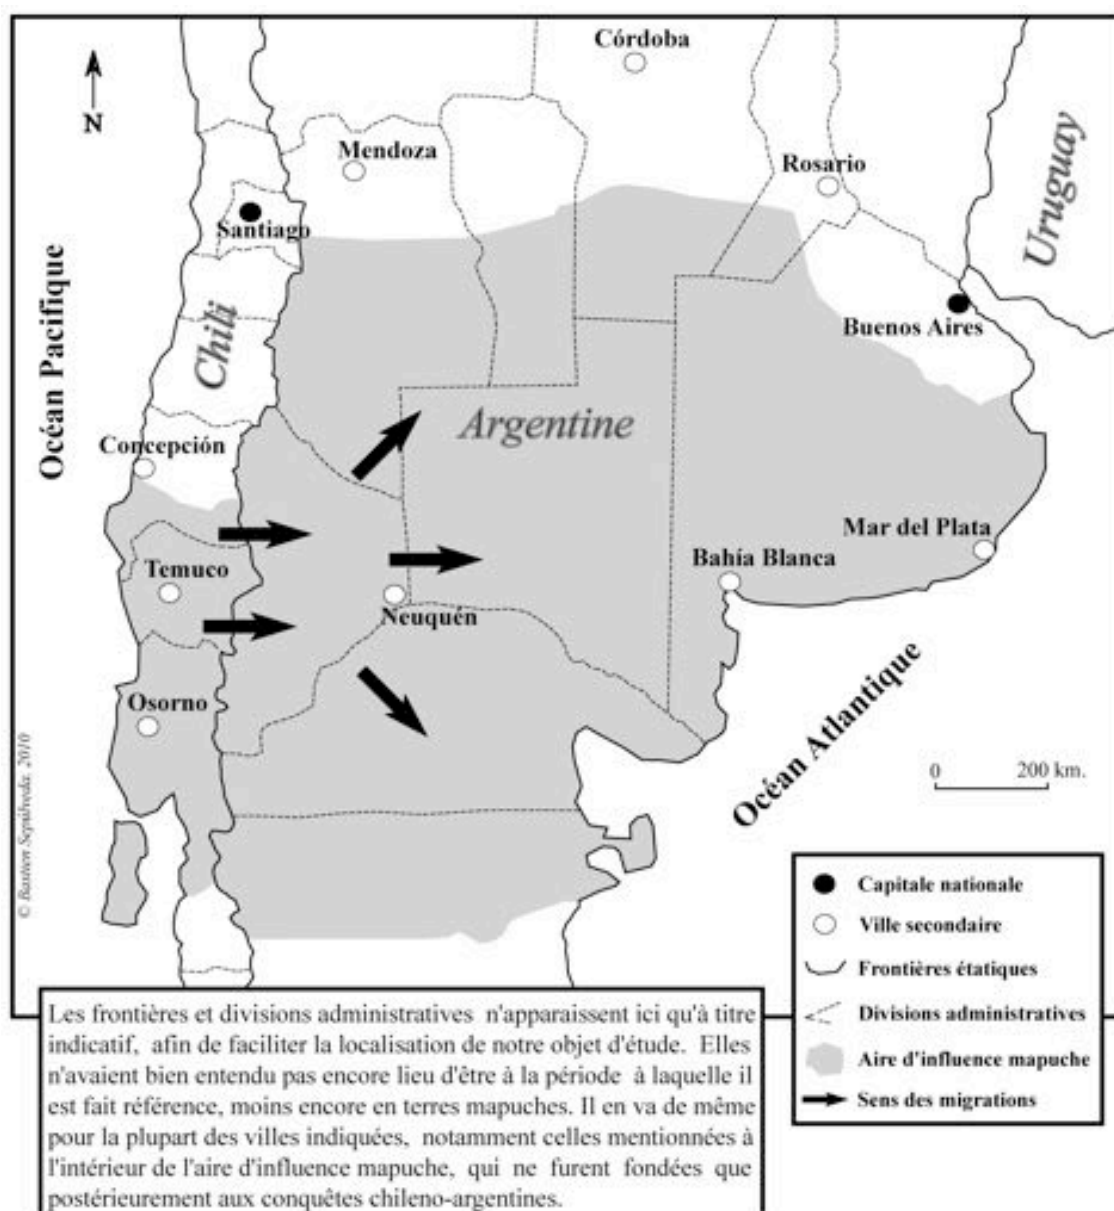 Córdoba
N
Mendoza
Rosario
Uruguay
Santiago
Océan Pacifique
Chili
Buenos Aires
Argentine
Concepción
Mar del Plata
Temuco
Bahía Blanca
Neuquén
Osorno
Océan Atlantique
0 200 km.
© Bastien Sepúlveda. 2010
Capitale nationale
Ville secondaire
Frontières étatiques
Divisions administratives
Aire d'influence mapuche
Sens des migrations
Les frontières et divisions administratives n'apparaissent ici qu'à titre
indicatif, afin de faciliter la localisation de notre objet d'étude. Elles
n'avaient bien entendu pas encore lieu d'être à la période à laquelle il
est fait référence, moins encore en terres mapuches. Il en va de même
pour la plupart des villes indiquées, notamment celles mentionnées à
l'intérieur de l'aire d'influence mapuche, qui ne furent fondées que
postérieurement aux conquêtes chileno-argentines.